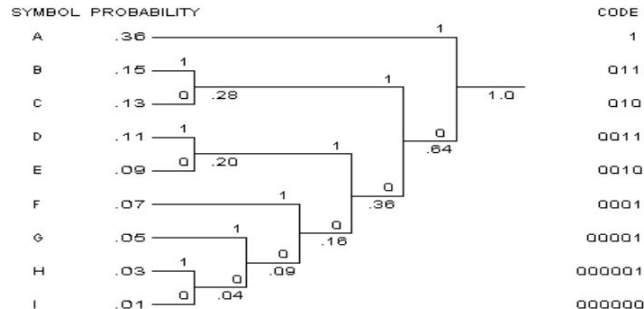 SYMBOL PROBABILITY CODE
1
A .36 1
1
B .15 011
1
0 .28 1.0
C .13 010
1 0
D .11 0011
.64
0 .20
E .09 0010
1 0
F .07 0001
.36
1 0
G .05 00001
.16
1 0
H .03 000001
.09
0
0 .04
I .01 000000